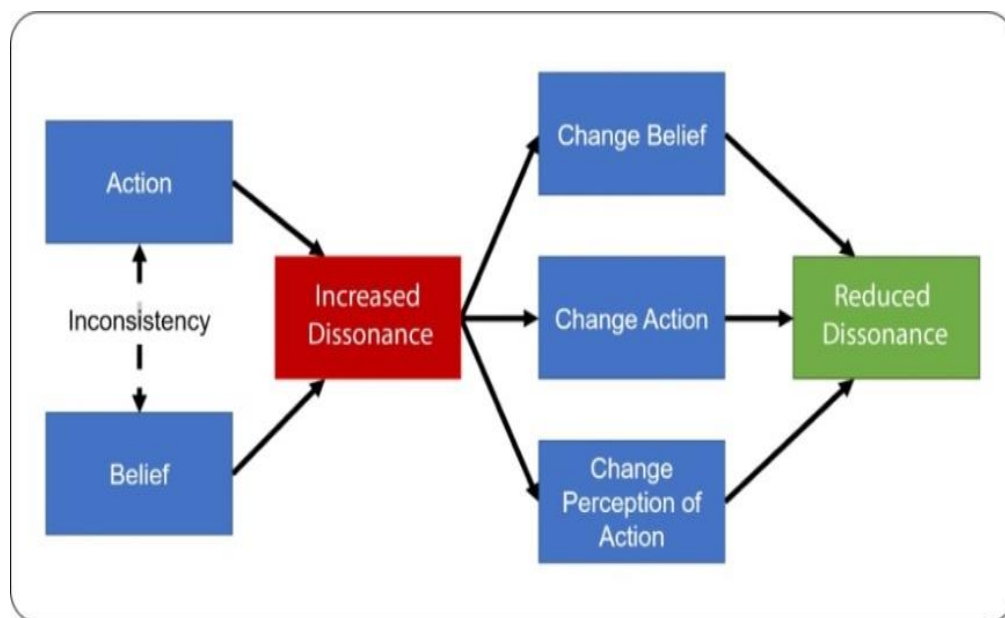 Action
Inconsistency
Belief
Increased
Dissonance
Change Belief
Change Action
Change
Perception of
Action
Reduced
Dissonance